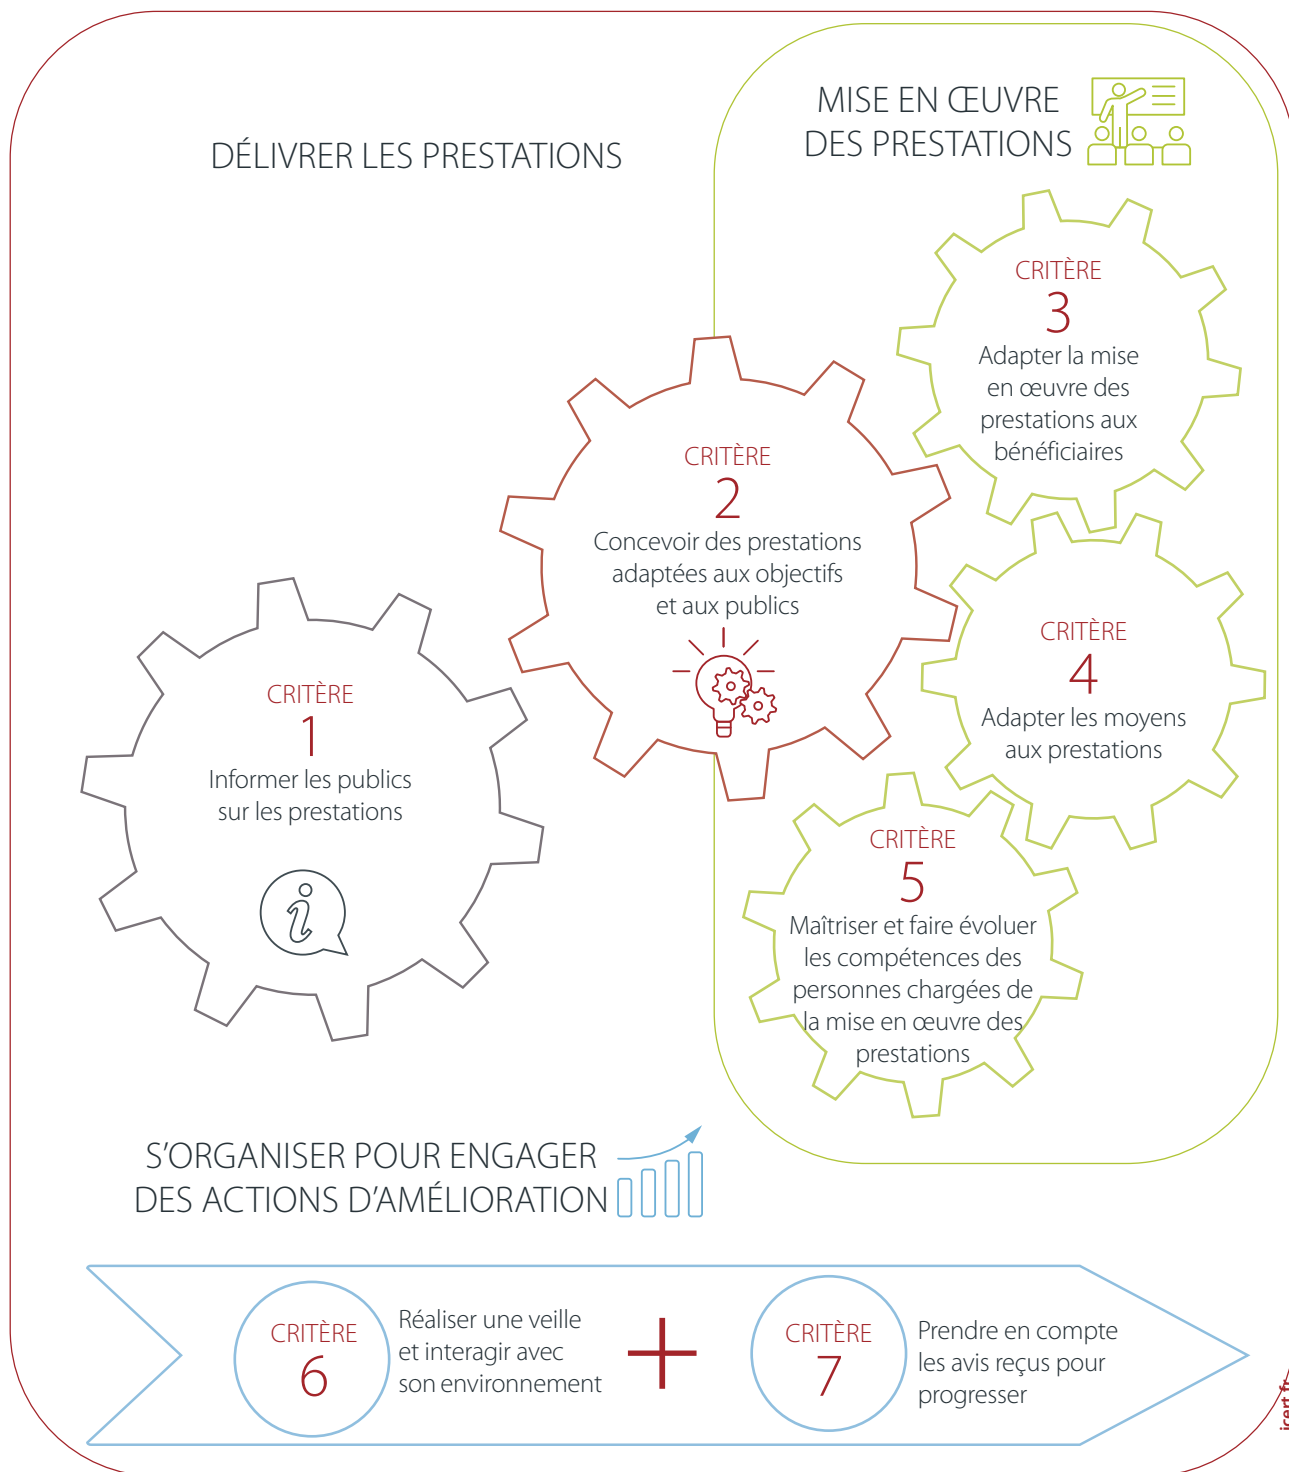 DÉLIVRER LES PRESTATIONS
MISE EN ŒUVRE
DES PRESTATIONS
CRITÈRE
3
Adapter la mise
en œuvre des
prestations aux
bénéficiaires
CRITÈRE
2
Concevoir des prestations
adaptées aux objectifs
et aux publics
CRITÈRE
4
Adapter les moyens
aux prestations
CRITÈRE
1
Informer les publics
sur les prestations
i
CRITÈRE
5
Maîtriser et faire évoluer
les compétences des
personnes chargées de
la mise en œuvre des
prestations
S'ORGANISER POUR ENGAGER
DES ACTIONS D'AMÉLIORATION
CRITÈRE
6
Réaliser une veille
et interagir avec
son environnement
+
CRITÈRE
7
Prendre en compte
les avis reçus pour
progresser
icert.fr